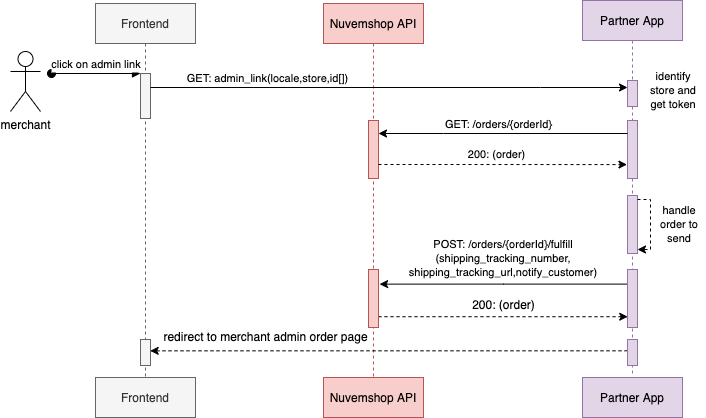 Frontend
Nuvemshop API
Partner App
click on admin link
GET: admin_link(locale,store,id[])
identify
store and
get token
merchant
GET: /orders/{orderId}
200: (order)
handle
order to
send
POST: /orders/{orderId}/fulfill
(shipping_tracking_number,
shipping_tracking_url,notify_customer)
200: (order)
redirect to merchant admin order page
Frontend
Nuvemshop API
Partner App